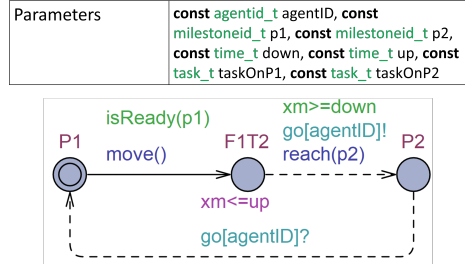 Parameters
const agentid_t agentID, const
milestoneid_t p1, const milestoneid_t p2,
const time_t down, const time_t up, const
task_t taskOnP1, const task_t taskOnP2
xm>=down
isReady(p1)
go[agentID]!
P1
move()
F1T2
reach(p2)
P2
xm<=up
go[agentID]?